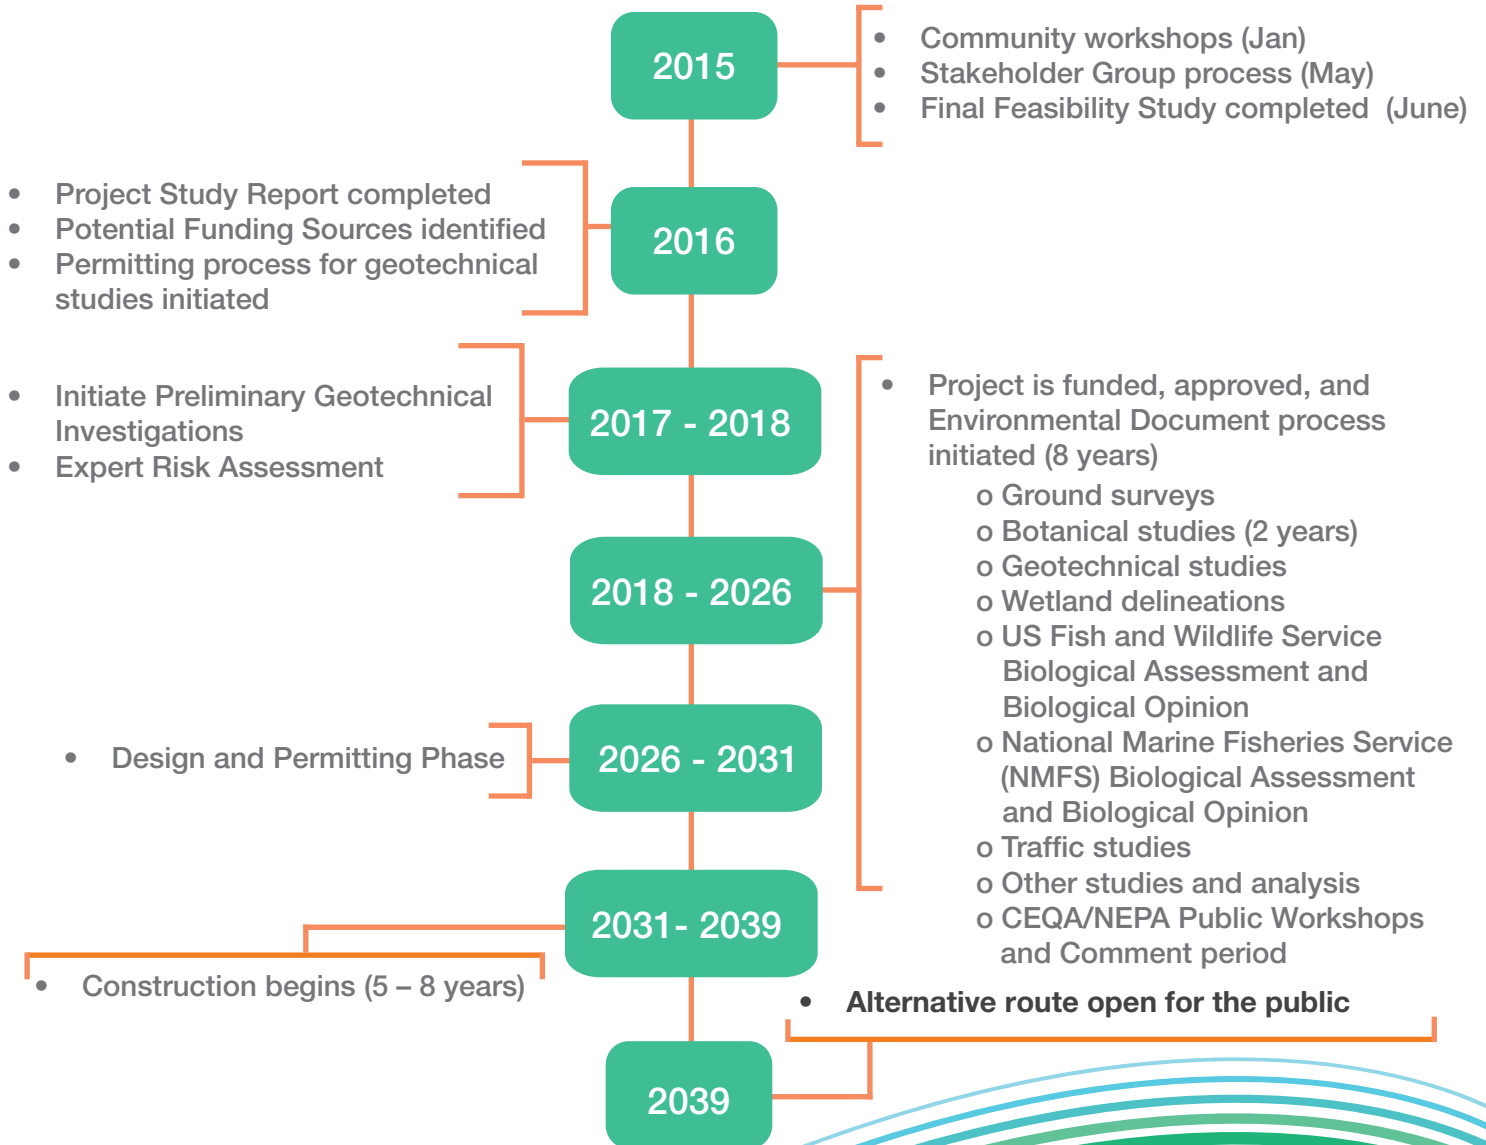 2015
• Community workshops (Jan)
• Stakeholder Group process (May)
• Final Feasibility Study completed (June)
• Project Study Report completed
• Potential Funding Sources identified
• Permitting process for geotechnical
studies initiated
2016
• Initiate Preliminary Geotechnical
Investigations
• Expert Risk Assessment
2017 - 2018
2018 - 2026
• Project is funded, approved, and
Environmental Document process
initiated (8 years)
o Ground surveys
o Botanical studies (2 years)
o Geotechnical studies
o Wetland delineations
o US Fish and Wildlife Service
Biological Assessment and
Biological Opinion
o National Marine Fisheries Service
(NMFS) Biological Assessment
and Biological Opinion
o Traffic studies
o Other studies and analysis
o CEQA/NEPA Public Workshops
and Comment period
• Design and Permitting Phase
2026 - 2031
2031- 2039
• Construction begins (5 – 8 years)
• Alternative route open for the public
2039